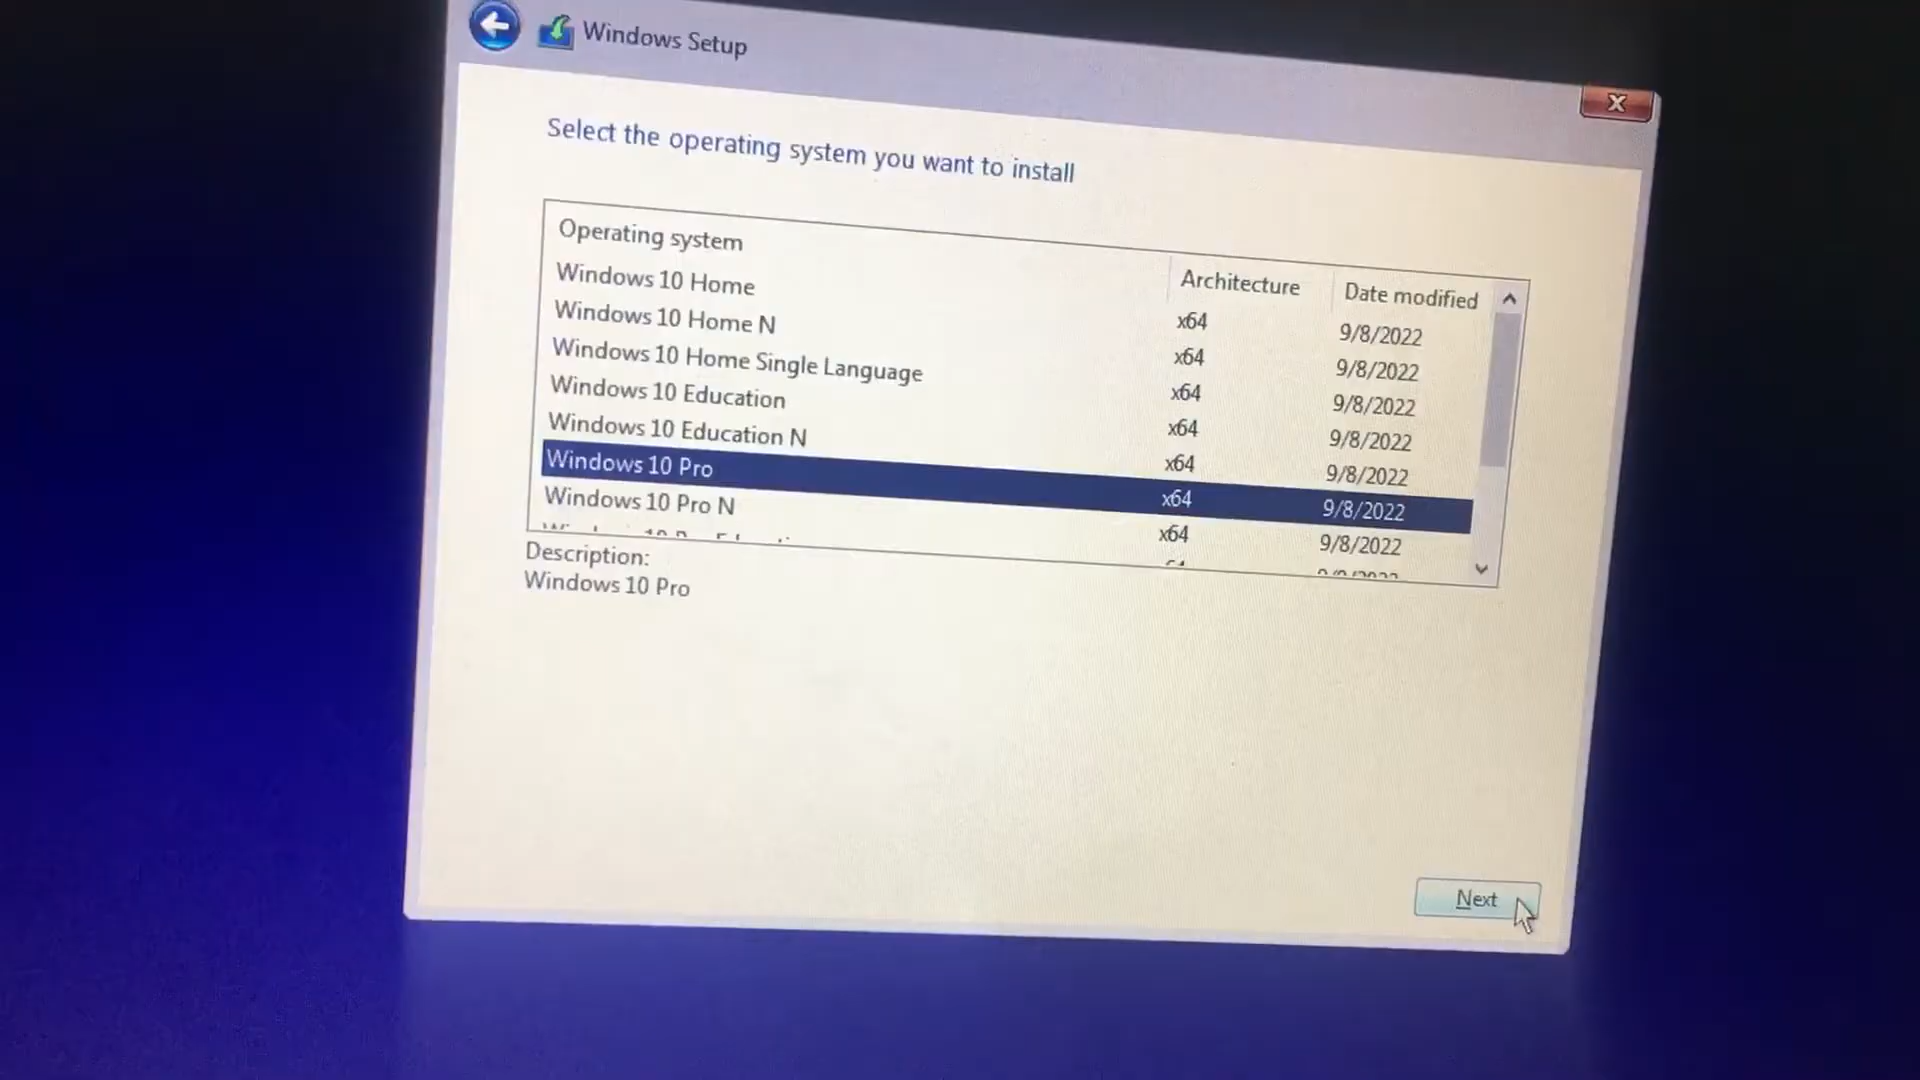 Windows Setup
X
Select the operating system you want to install
Operating system Architecture Date modified
Windows 10 Home x64 9/8/2022
Windows 10 Home N x64 9/8/2022
Windows 10 Home Single Language x64 9/8/2022
Windows 10 Education x64 9/8/2022
Windows 10 Education N x64 9/8/2022
Windows 10 Pro x64 9/8/2022
Windows 10 Pro N x64 9/8/2022
Description:
Windows 10 Pro
Next